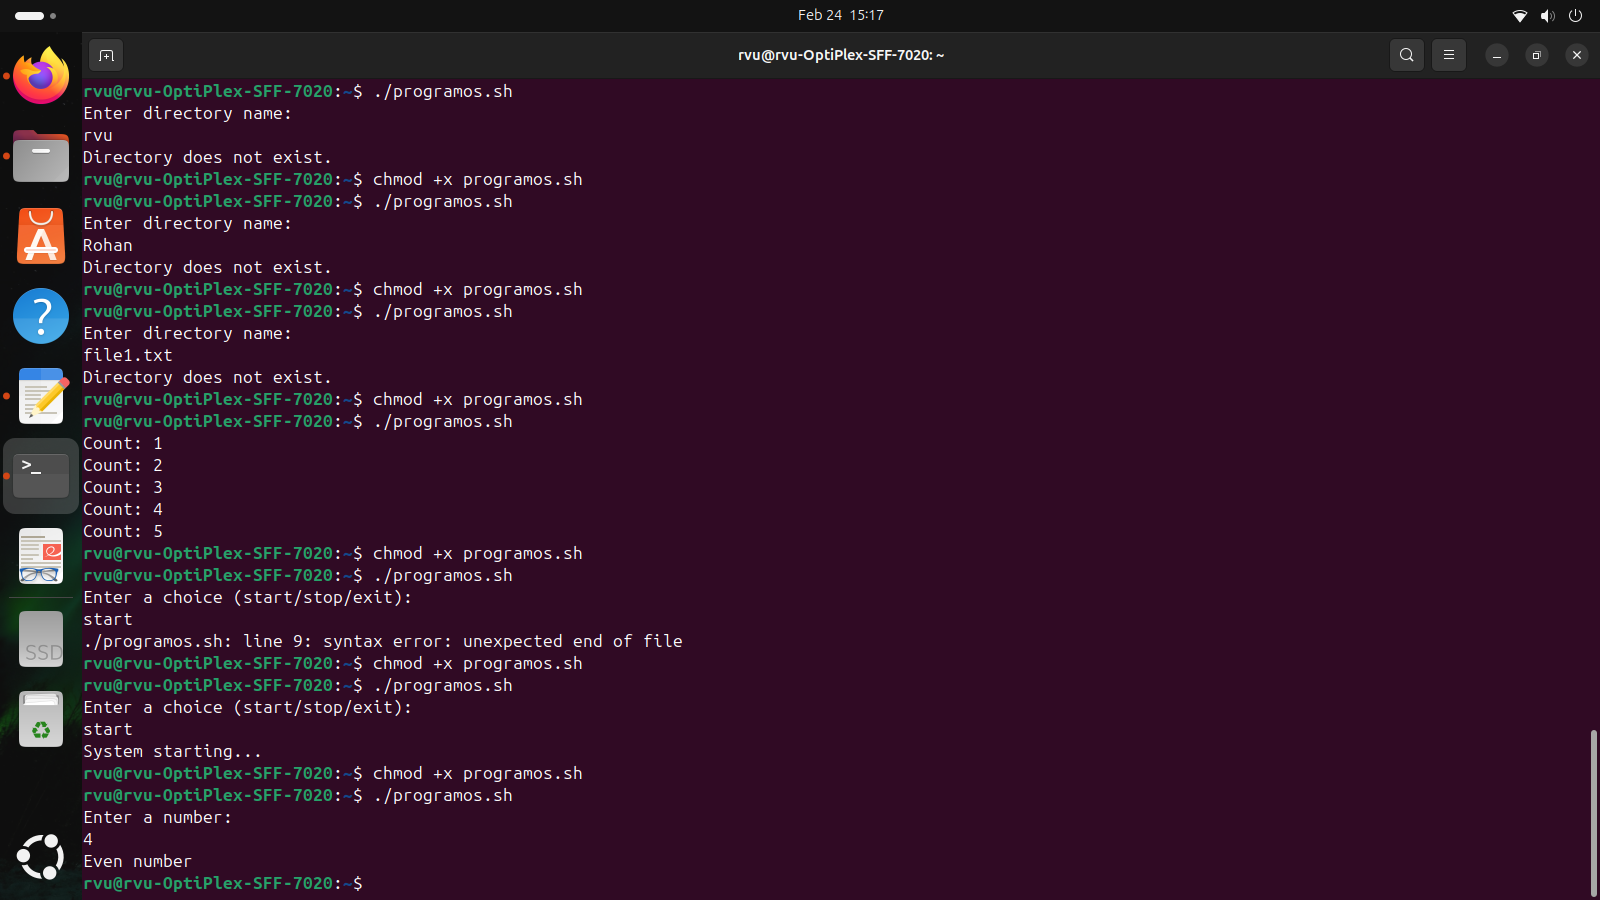 Feb 24 15:17
rvu@rvu-OptiPlex-SFF-7020: ~
rvu@rvu-OptiPlex-SFF-7020:~$ ./programos.sh
Enter directory name:
rvu
Directory does not exist.
rvu@rvu-OptiPlex-SFF-7020:~$ chmod +x programos.sh
rvu@rvu-OptiPlex-SFF-7020:~$ ./programos.sh
Enter directory name:
Rohan
Directory does not exist.
rvu@rvu-OptiPlex-SFF-7020:~$ chmod +x programos.sh
rvu@rvu-OptiPlex-SFF-7020:~$ ./programos.sh
Enter directory name:
file1.txt
Directory does not exist.
rvu@rvu-OptiPlex-SFF-7020:~$ chmod +x programos.sh
rvu@rvu-OptiPlex-SFF-7020:~$ ./programos.sh
Count: 1
Count: 2
Count: 3
Count: 4
Count: 5
rvu@rvu-OptiPlex-SFF-7020:~$ chmod +x programos.sh
rvu@rvu-OptiPlex-SFF-7020:~$ ./programos.sh
Enter a choice (start/stop/exit):
start
./programos.sh: line 9: syntax error: unexpected end of file
rvu@rvu-OptiPlex-SFF-7020:~$ chmod +x programos.sh
rvu@rvu-OptiPlex-SFF-7020:~$ ./programos.sh
Enter a choice (start/stop/exit):
start
System starting...
rvu@rvu-OptiPlex-SFF-7020:~$ chmod +x programos.sh
rvu@rvu-OptiPlex-SFF-7020:~$ ./programos.sh
Enter a number:
4
Even number
rvu@rvu-OptiPlex-SFF-7020:~$
SSD